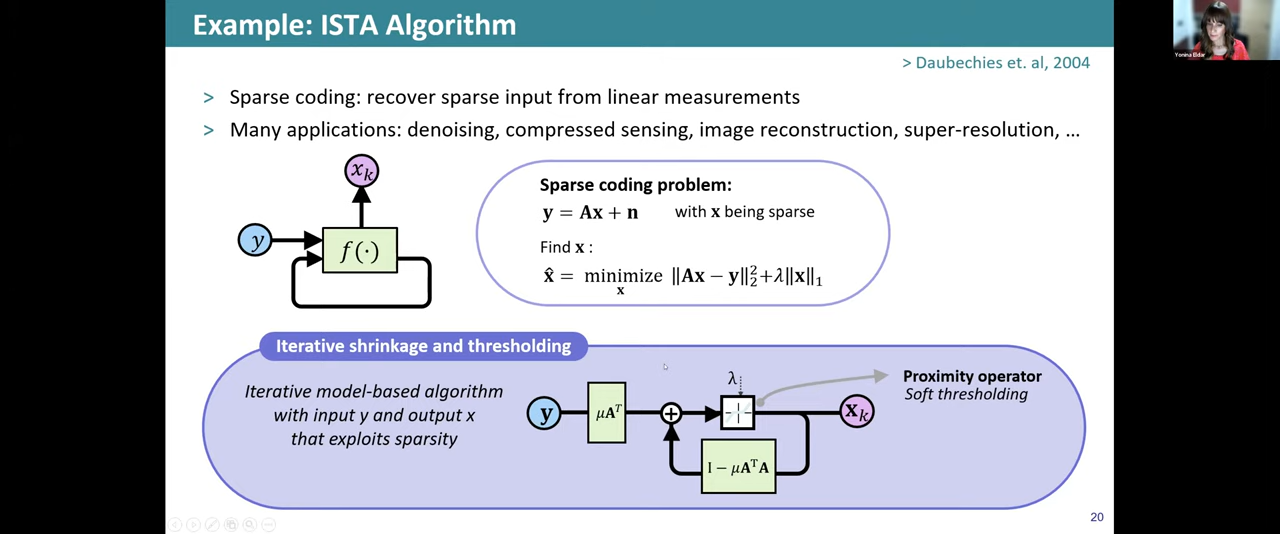 Example: ISTA Algorithm
Yonina Eldar
> Daubechies et. al, 2004
> Sparse coding: recover sparse input from linear measurements
> Many applications: denoising, compressed sensing, image reconstruction, super-resolution, …
x_k
y
f(·)
Sparse coding problem:
y = Ax + n with x being sparse
Find x :
x̂ = minimize ‖Ax − y‖₂²+λ‖x‖₁
x
Iterative shrinkage and thresholding
Iterative model-based algorithm
with input y and output x
that exploits sparsity
y
μAᵀ
+
λ
x_k
I − μAᵀA
Proximity operator
Soft thresholding
20